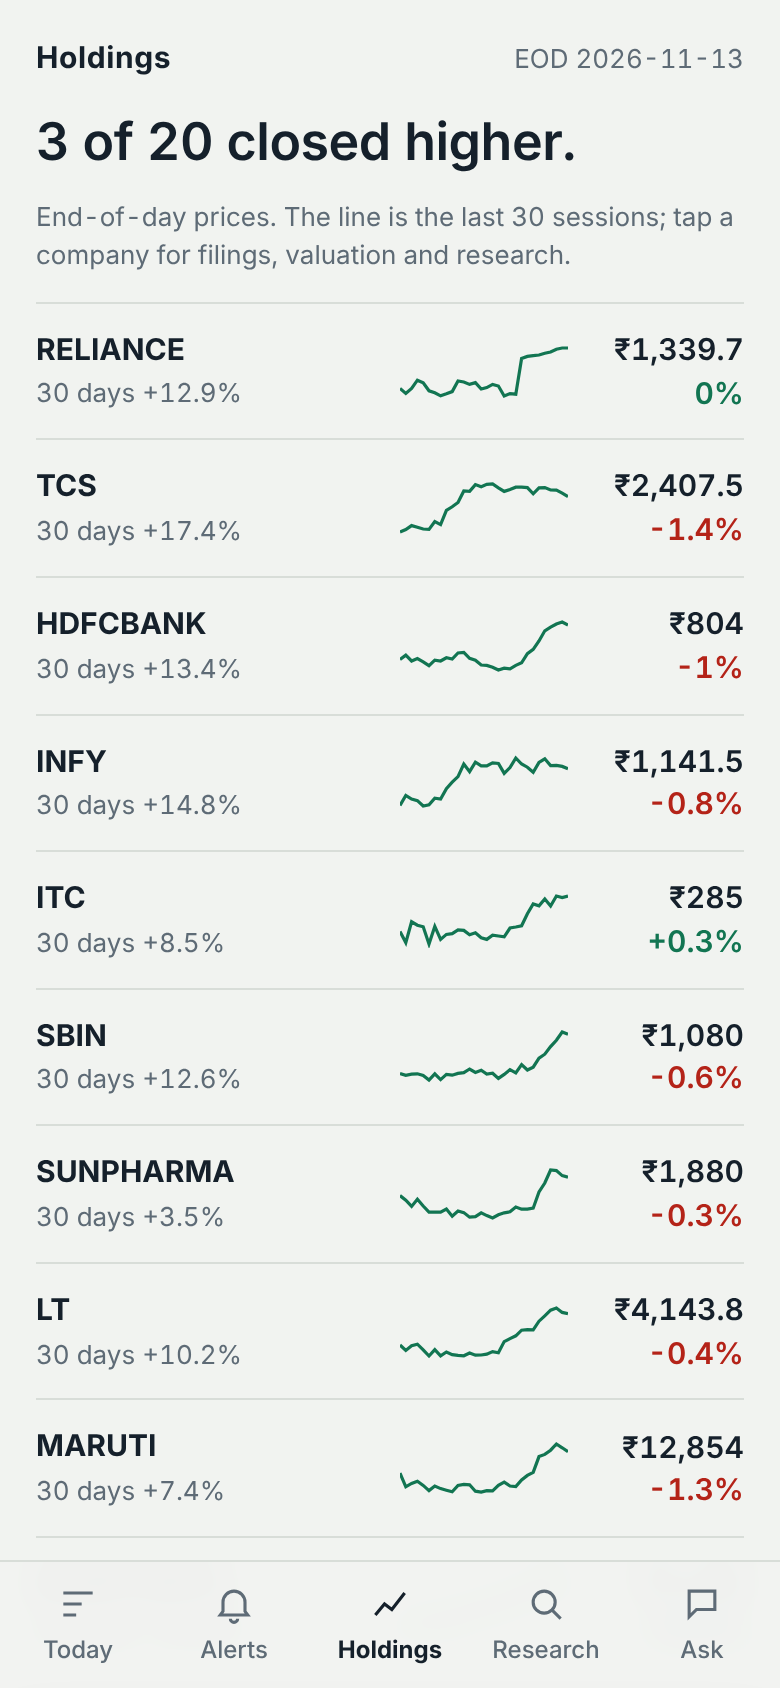 Holdings
EOD 2026-11-13
3 of 20 closed higher.
End-of-day prices. The line is the last 30 sessions; tap a
company for filings, valuation and research.
RELIANCE
₹1,339.7
30 days +12.9%
0%
TCS
₹2,407.5
30 days +17.4%
-1.4%
HDFCBANK
₹804
30 days +13.4%
-1%
INFY
₹1,141.5
30 days +14.8%
-0.8%
ITC
₹285
30 days +8.5%
+0.3%
SBIN
₹1,080
30 days +12.6%
-0.6%
SUNPHARMA
₹1,880
30 days +3.5%
-0.3%
LT
₹4,143.8
30 days +10.2%
-0.4%
MARUTI
₹12,854
30 days +7.4%
-1.3%
Today
Alerts
Holdings
Research
Ask